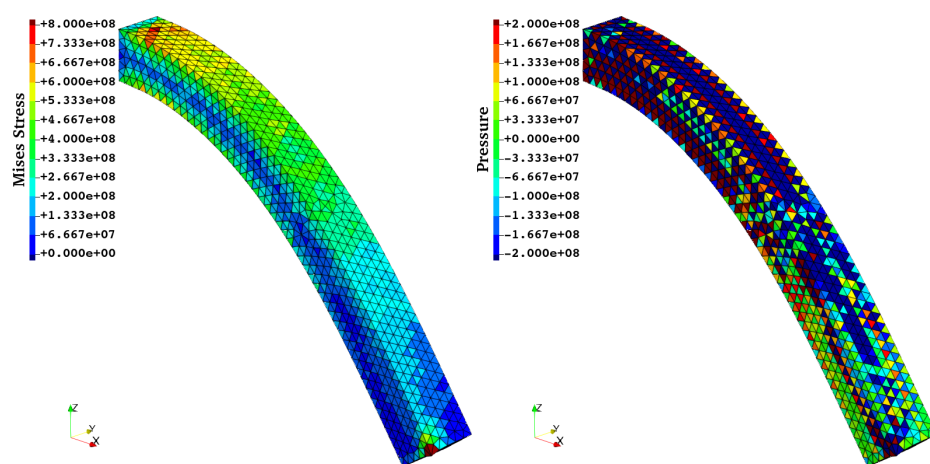 Mises Stress
+8.000e+08
+7.333e+08
+6.667e+08
+6.000e+08
+5.333e+08
+4.667e+08
+4.000e+08
+3.333e+08
+2.667e+08
+2.000e+08
+1.333e+08
+6.667e+07
+0.000e+00
Z
Y
X
Pressure
+2.000e+08
+1.667e+08
+1.333e+08
+1.000e+08
+6.667e+07
+3.333e+07
+0.000e+00
-3.333e+07
-6.667e+07
-1.000e+08
-1.333e+08
-1.667e+08
-2.000e+08
Z
Y
X